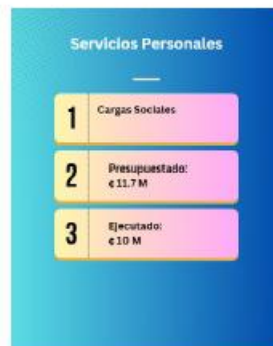 Servicios Personales
1
Cargas Sociales
2
Presupuestado:
¢ 11.7 M
3
Ejecutado:
¢ 10 M